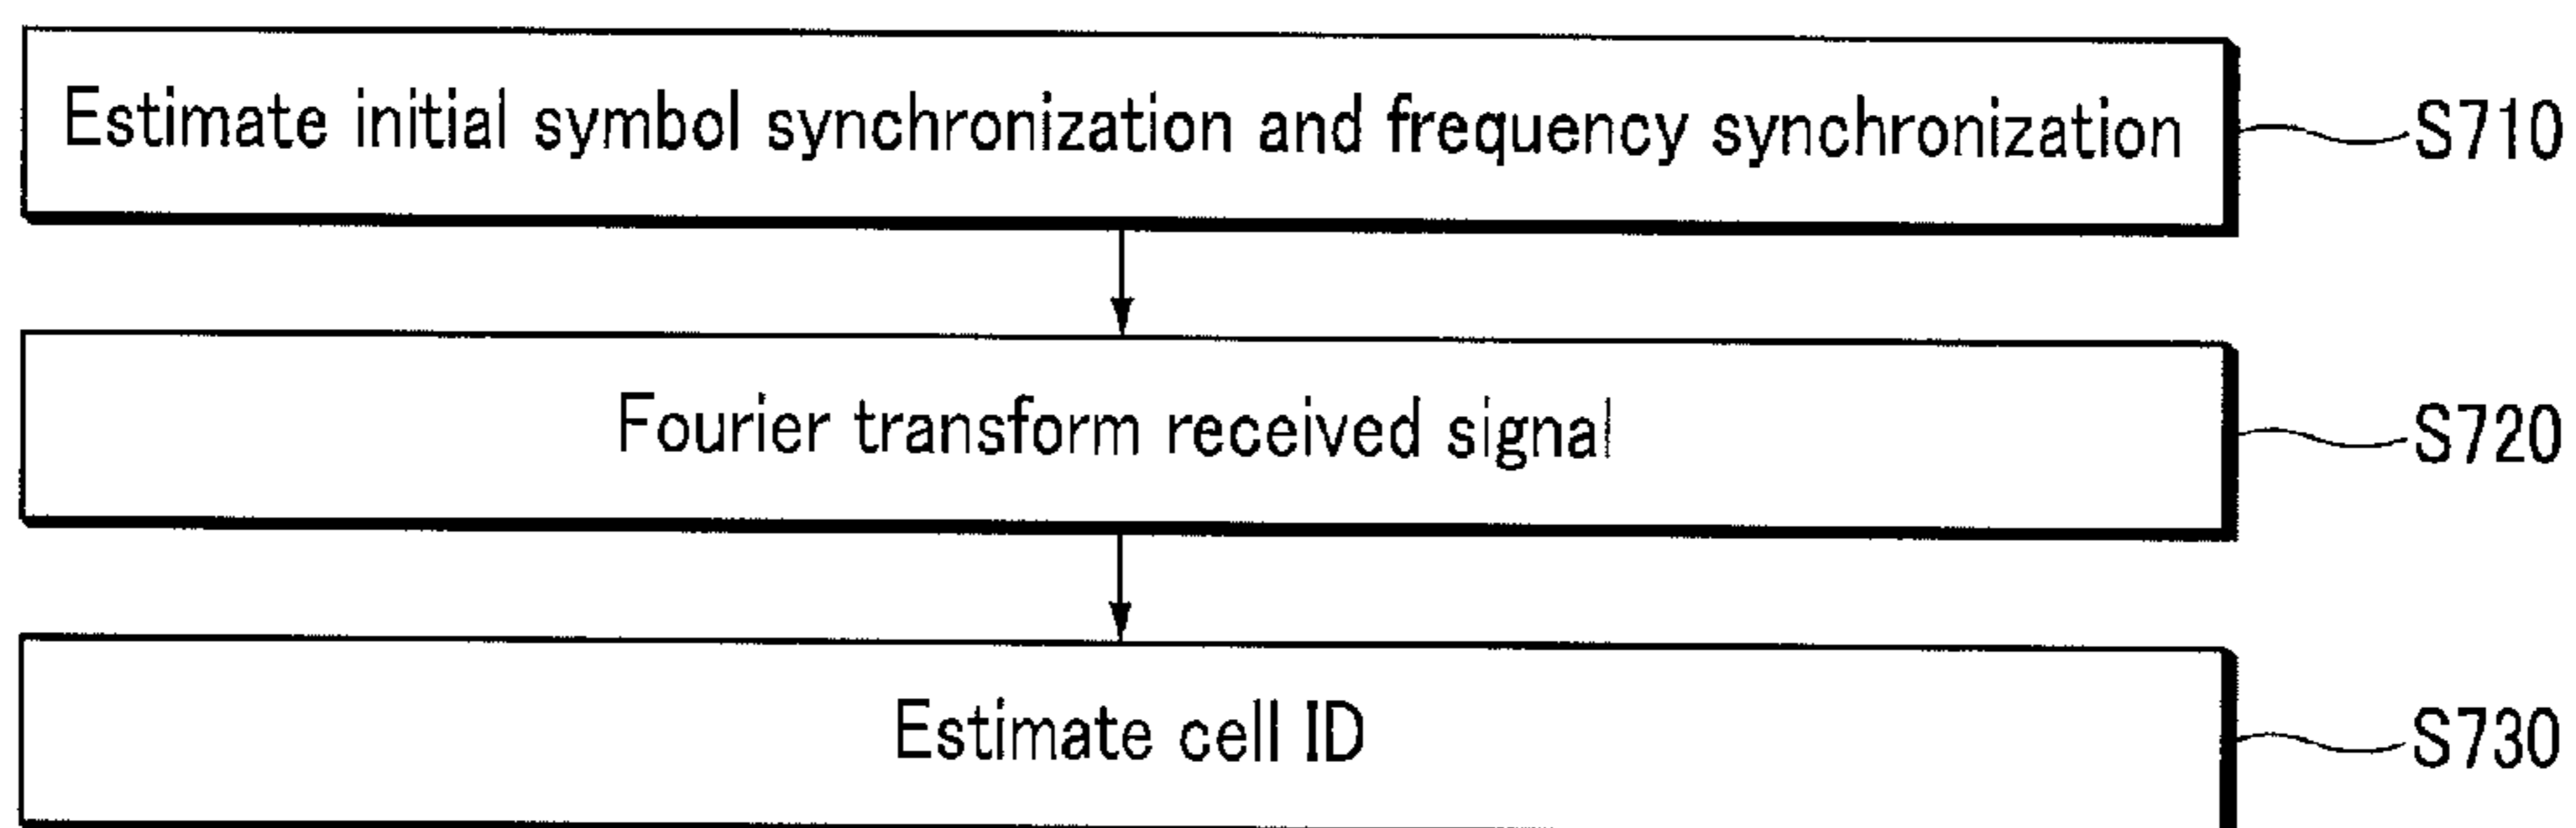 Estimate initial symbol synchronization and frequency synchronization S710
Fourier transform received signal S720
Estimate cell ID S730